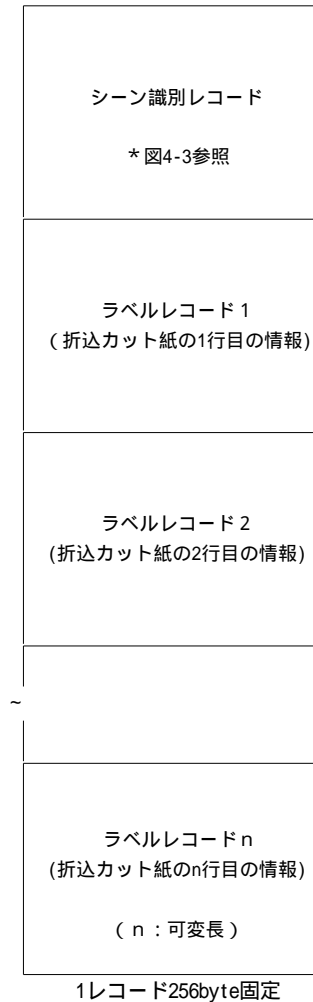 シーン識別レコード
＊図4-3参照
ラベルレコード1
(折込カット紙の1行目の情報)
ラベルレコード2
(折込カット紙の2行目の情報)
~
ラベルレコードn
(折込カット紙のn行目の情報)
(n:可変長)
1レコード256byte固定